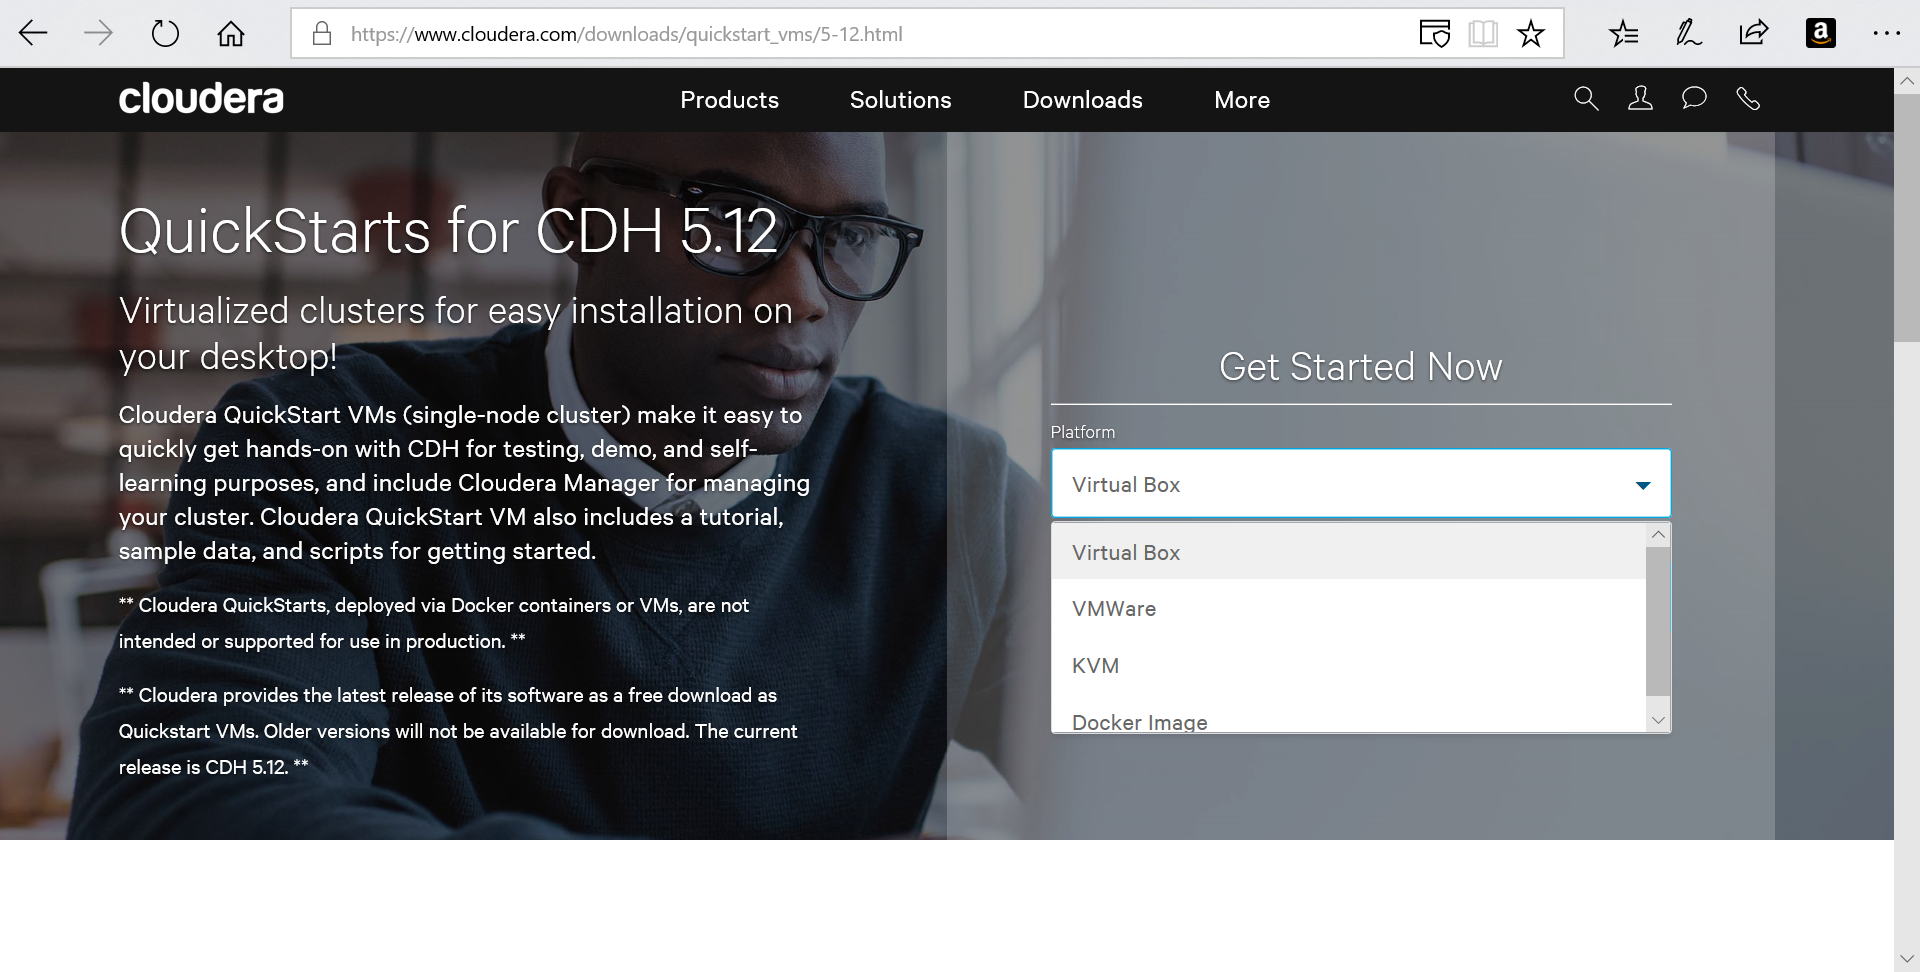 https://www.cloudera.com/downloads/quickstart_vms/5-12.html
a
cloudera
Products
Solutions
Downloads
More
QuickStarts for CDH 5.12
Virtualized clusters for easy installation on
your desktop!
Cloudera QuickStart VMs (single-node cluster) make it easy to
quickly get hands-on with CDH for testing, demo, and self-
learning purposes, and include Cloudera Manager for managing
your cluster. Cloudera QuickStart VM also includes a tutorial,
sample data, and scripts for getting started.
** Cloudera QuickStarts, deployed via Docker containers or VMs, are not
intended or supported for use in production. **
** Cloudera provides the latest release of its software as a free download as
Quickstart VMs. Older versions will not be available for download. The current
release is CDH 5.12. **
Get Started Now
Platform
Virtual Box
Virtual Box
VMWare
KVM
Docker Image